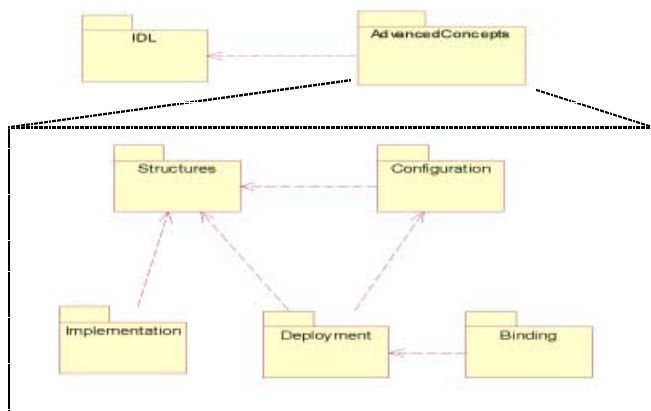 IDL
AdvancedConcepts
Structures
Configuration
Implementation
Deployment
Binding